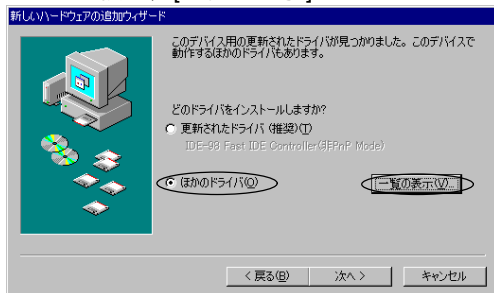 新しいハードウェアの追加ウィザード
このデバイス用の更新されたドライバが見つかりました。このデバイスで
動作するほかのドライバもあります。
どのドライバをインストールしますか?
更新されたドライバ (推奨)(T)
IDE-98 Fast IDE Controller(非PnP Mode)
ほかのドライバ(O)
一覧の表示(V)...
< 戻る(B)
次へ >
キャンセル